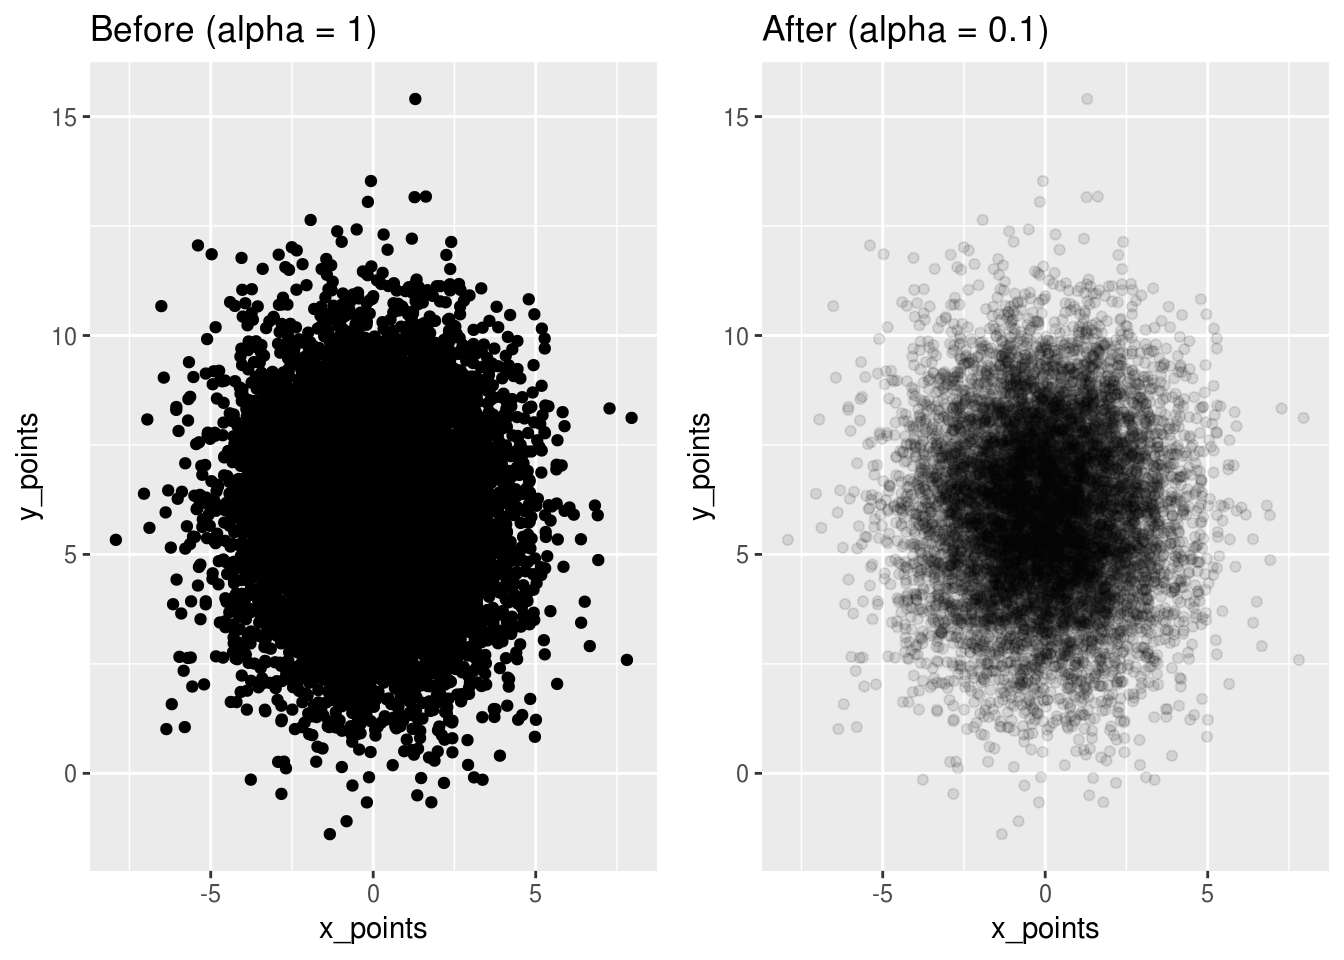 Before (alpha = 1)
15
10
5
0
y_points
-5 0 5
x_points
After (alpha = 0.1)
15
10
5
0
y_points
-5 0 5
x_points